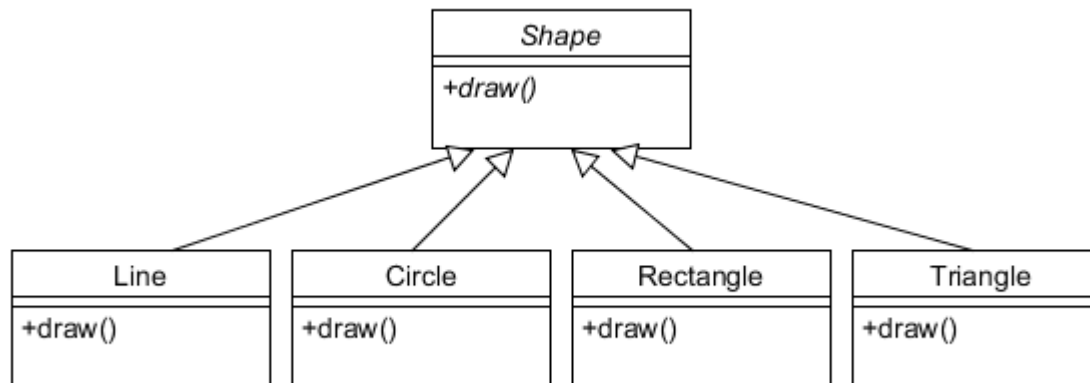 Shape
+draw()
Line
+draw()
Circle
+draw()
Rectangle
+draw()
Triangle
+draw()